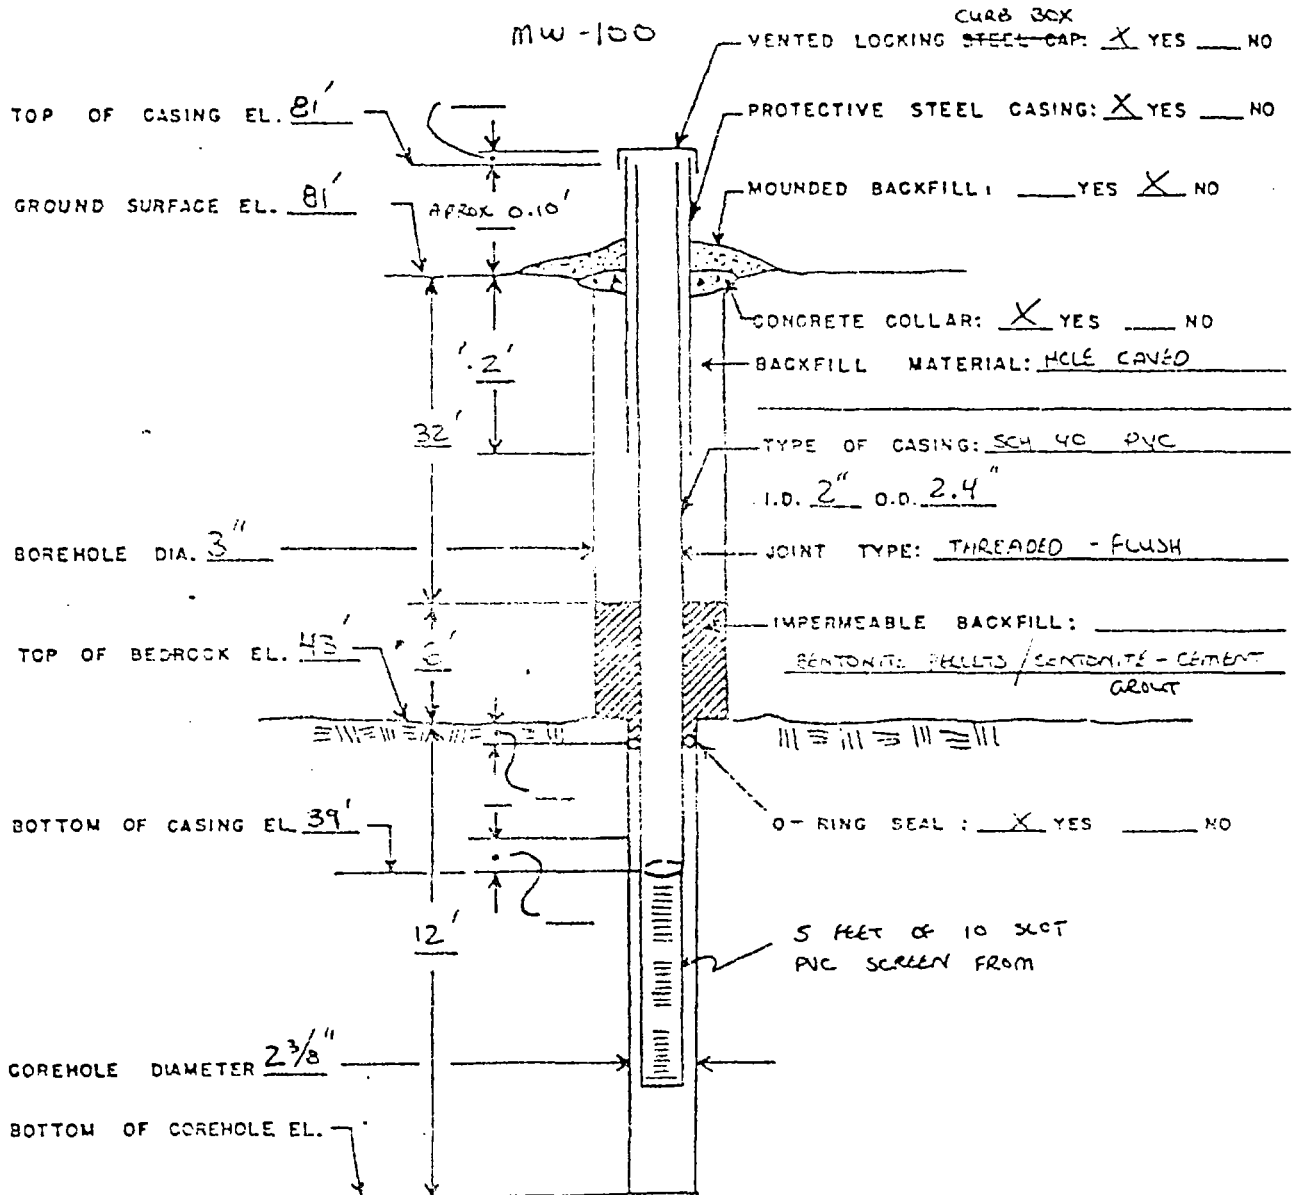 MW-100
CURB BOX
VENTED LOCKING STEEL CAP: X YES ___ NO
TOP OF CASING EL. 81'
PROTECTIVE STEEL CASING: X YES ___ NO
GROUND SURFACE EL. 81'
APROX 0.10'
MOUNDED BACKFILL: ___ YES X NO
CONCRETE COLLAR: X YES ___ NO
BACKFILL MATERIAL: HOLE CAVED
2'
32'
TYPE OF CASING: SCH 40 PVC
I.D. 2" O.D. 2.4"
BOREHOLE DIA. 3"
JOINT TYPE: THREADED - FLUSH
IMPERMEABLE BACKFILL:
BENTONITE PELLETS / BENTONITE - CEMENT
GROUT
TOP OF BEDROCK EL. 43'
6'
BOTTOM OF CASING EL. 39'
O-RING SEAL: X YES ___ NO
12'
5 FEET OF 10 SLOT
PVC SCREEN FROM
COREHOLE DIAMETER 2 3/8"
BOTTOM OF COREHOLE EL.